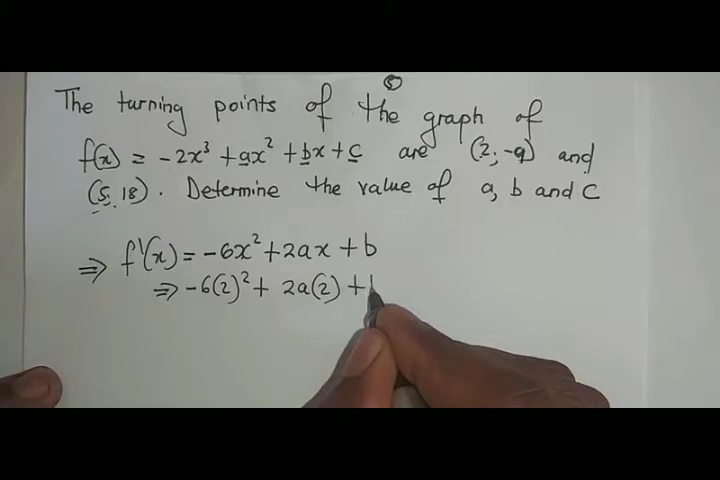 ⑤
The turning points of the graph of
f(x) = -2x³ + ax² + bx + c are (2; -9) and
(5; 18). Determine the value of a, b and c
⇒ f'(x) = -6x² + 2ax + b
⇒ -6(2)² + 2a(2) +